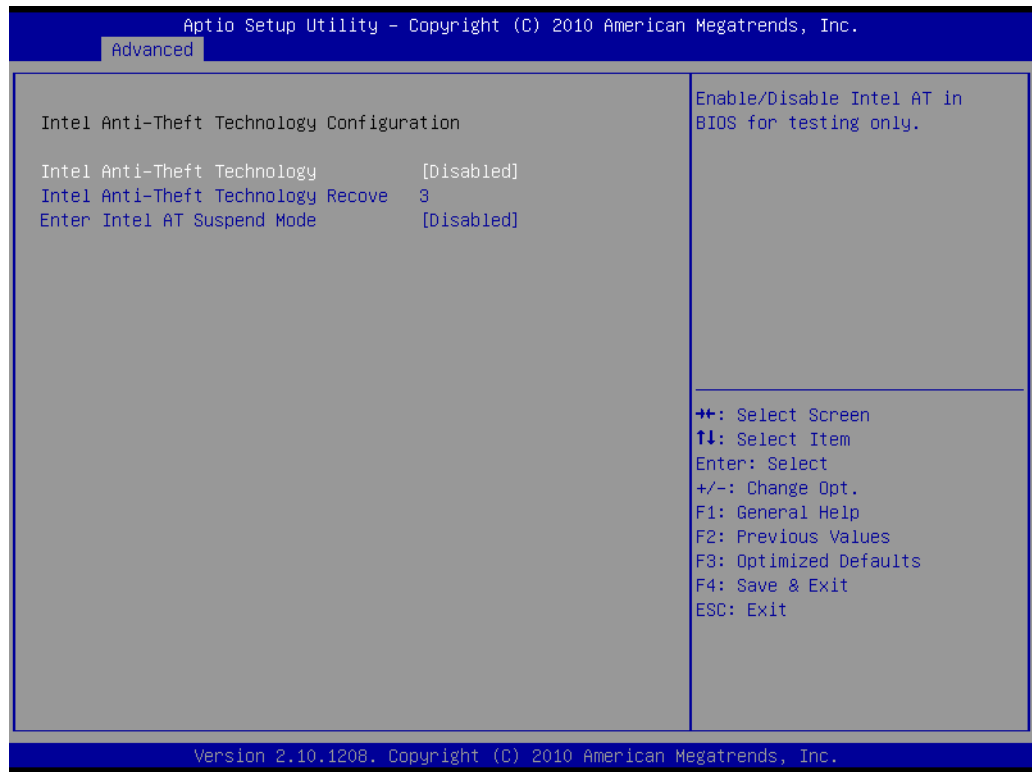 Aptio Setup Utility – Copyright (C) 2010 American Megatrends, Inc.
Advanced
Intel Anti-Theft Technology Configuration
Intel Anti-Theft Technology [Disabled]
Intel Anti-Theft Technology Recove 3
Enter Intel AT Suspend Mode [Disabled]
Enable/Disable Intel AT in
BIOS for testing only.
→←: Select Screen
↑↓: Select Item
Enter: Select
+/-: Change Opt.
F1: General Help
F2: Previous Values
F3: Optimized Defaults
F4: Save & Exit
ESC: Exit
Version 2.10.1208. Copyright (C) 2010 American Megatrends, Inc.